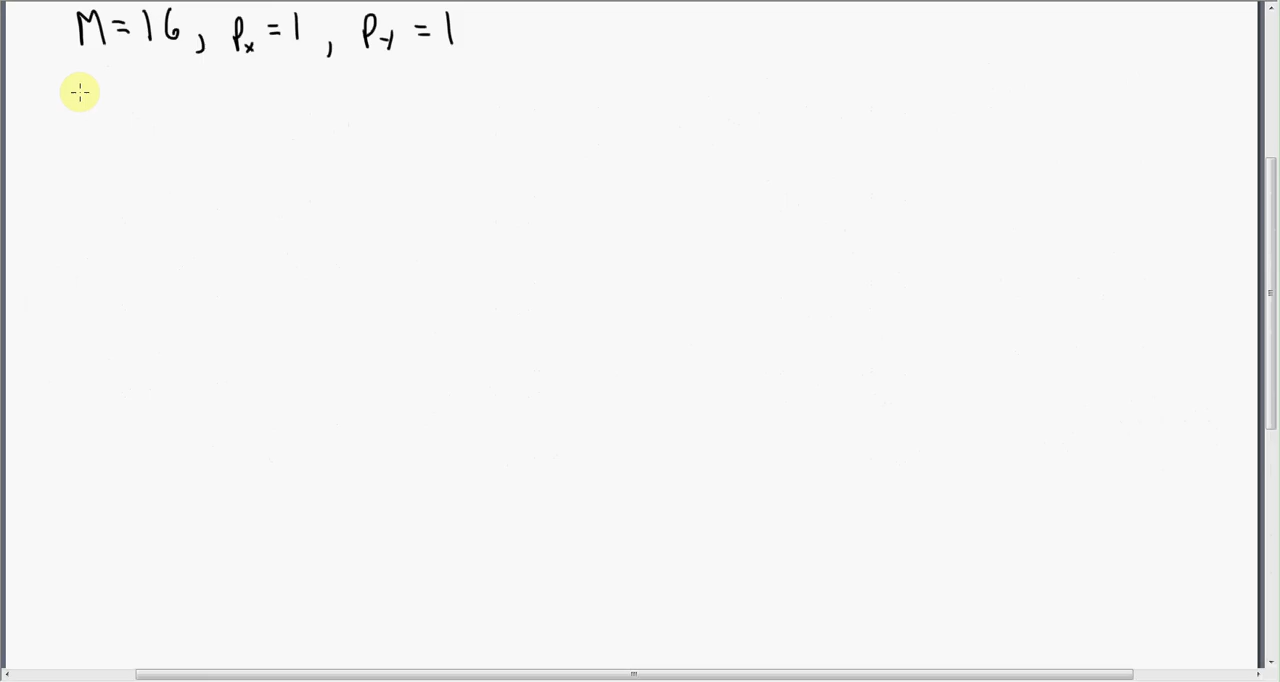 M = 16, Px = 1, Py = 1